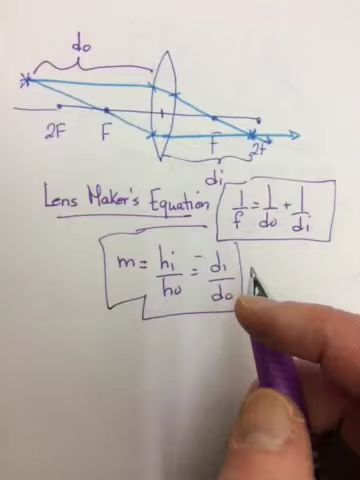 do
2F F F 2F
di
Lens Maker's Equation 1/f = 1/do + 1/di
m = hi/ho = -di/do